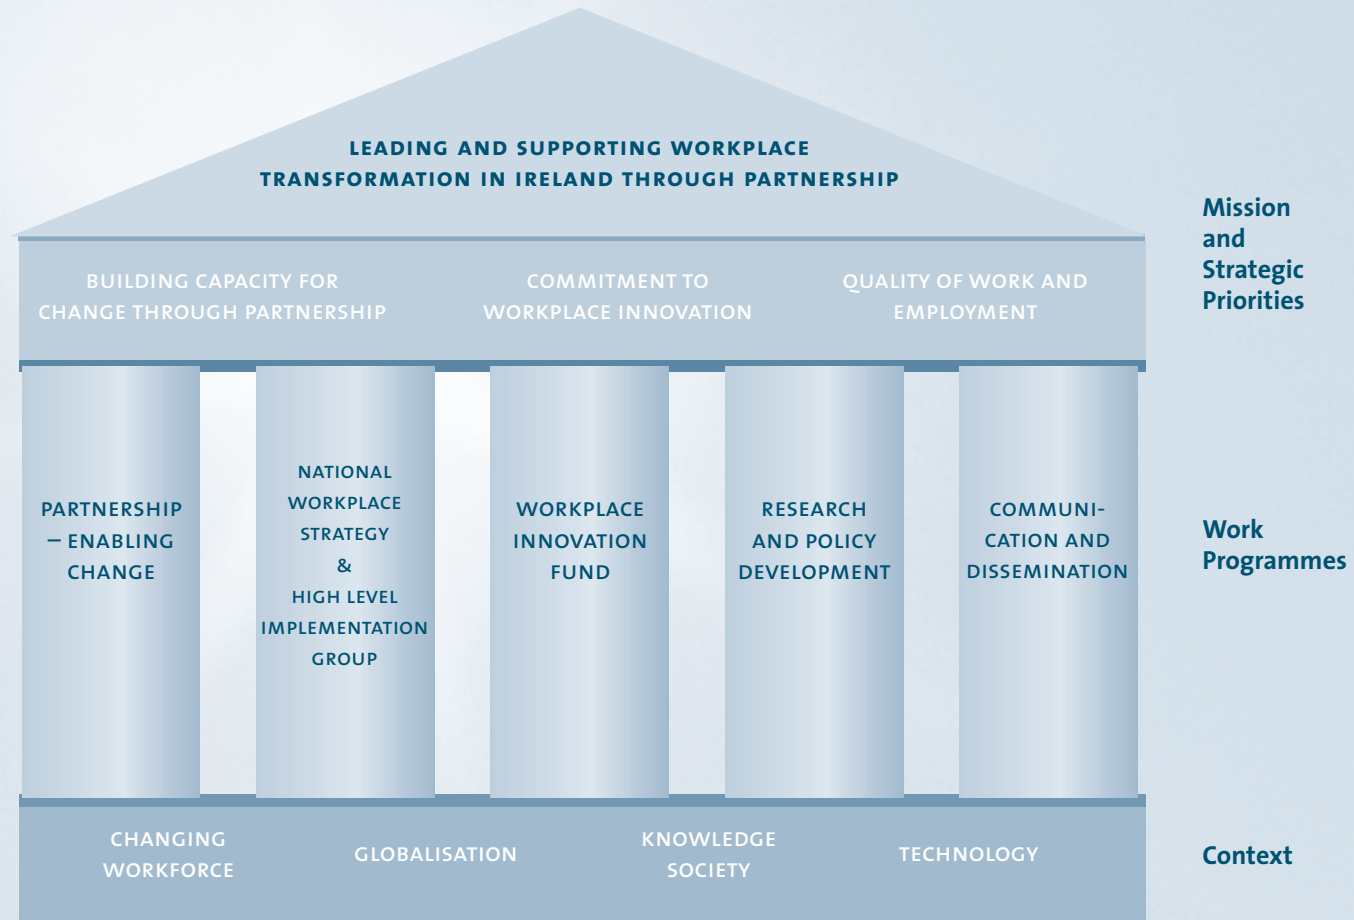 LEADING AND SUPPORTING WORKPLACE
TRANSFORMATION IN IRELAND THROUGH PARTNERSHIP
Mission
and
Strategic
Priorities
BUILDING CAPACITY FOR
CHANGE THROUGH PARTNERSHIP
COMMITMENT TO
WORKPLACE INNOVATION
QUALITY OF WORK AND
EMPLOYMENT
PARTNERSHIP
– ENABLING
CHANGE
NATIONAL
WORKPLACE
STRATEGY
&
HIGH LEVEL
IMPLEMENTATION
GROUP
WORKPLACE
INNOVATION
FUND
RESEARCH
AND POLICY
DEVELOPMENT
COMMUNI-
CATION AND
DISSEMINATION
Work
Programmes
CHANGING
WORKFORCE
GLOBALISATION
KNOWLEDGE
SOCIETY
TECHNOLOGY
Context